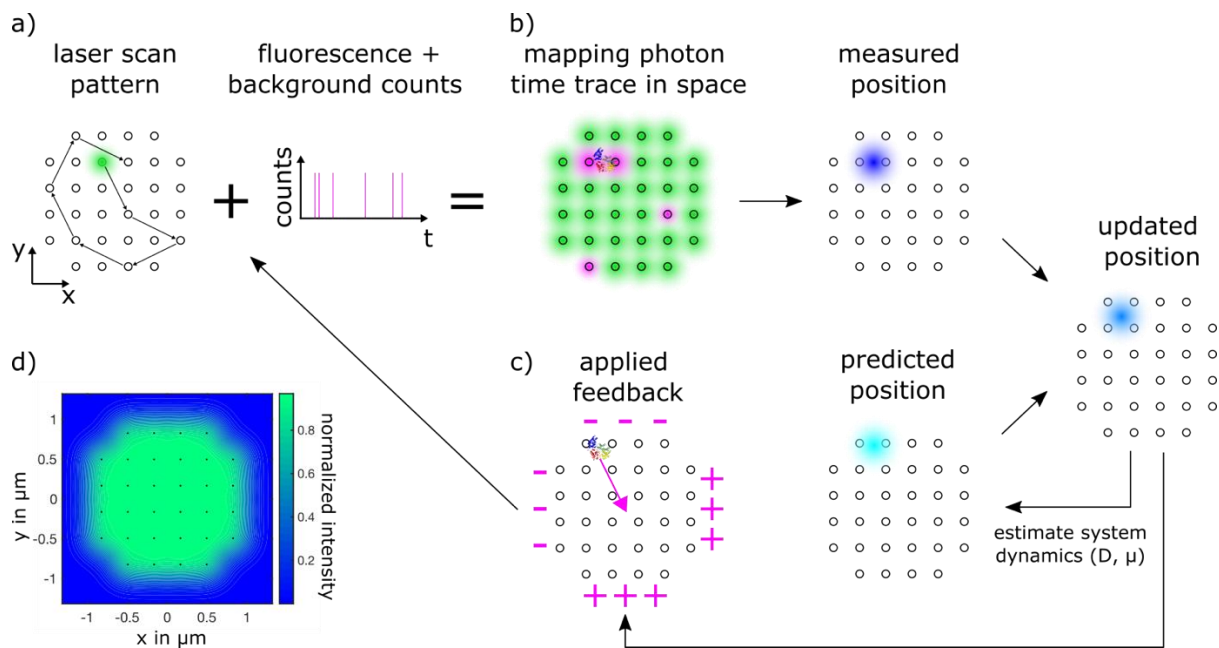 a)
laser scan
pattern
fluorescence +
background counts
y
x
+
counts
t
=
b)
mapping photon
time trace in space
measured
position
updated
position
d)
1
0.5
0
-0.5
-1
y in µm
-1
-0.5
0
0.5
1
x in µm
0.8
0.6
0.4
0.2
normalized intensity
c)
applied
feedback
- - -
-
-
-
+
+
+
+ + +
predicted
position
estimate system
dynamics (D, µ)